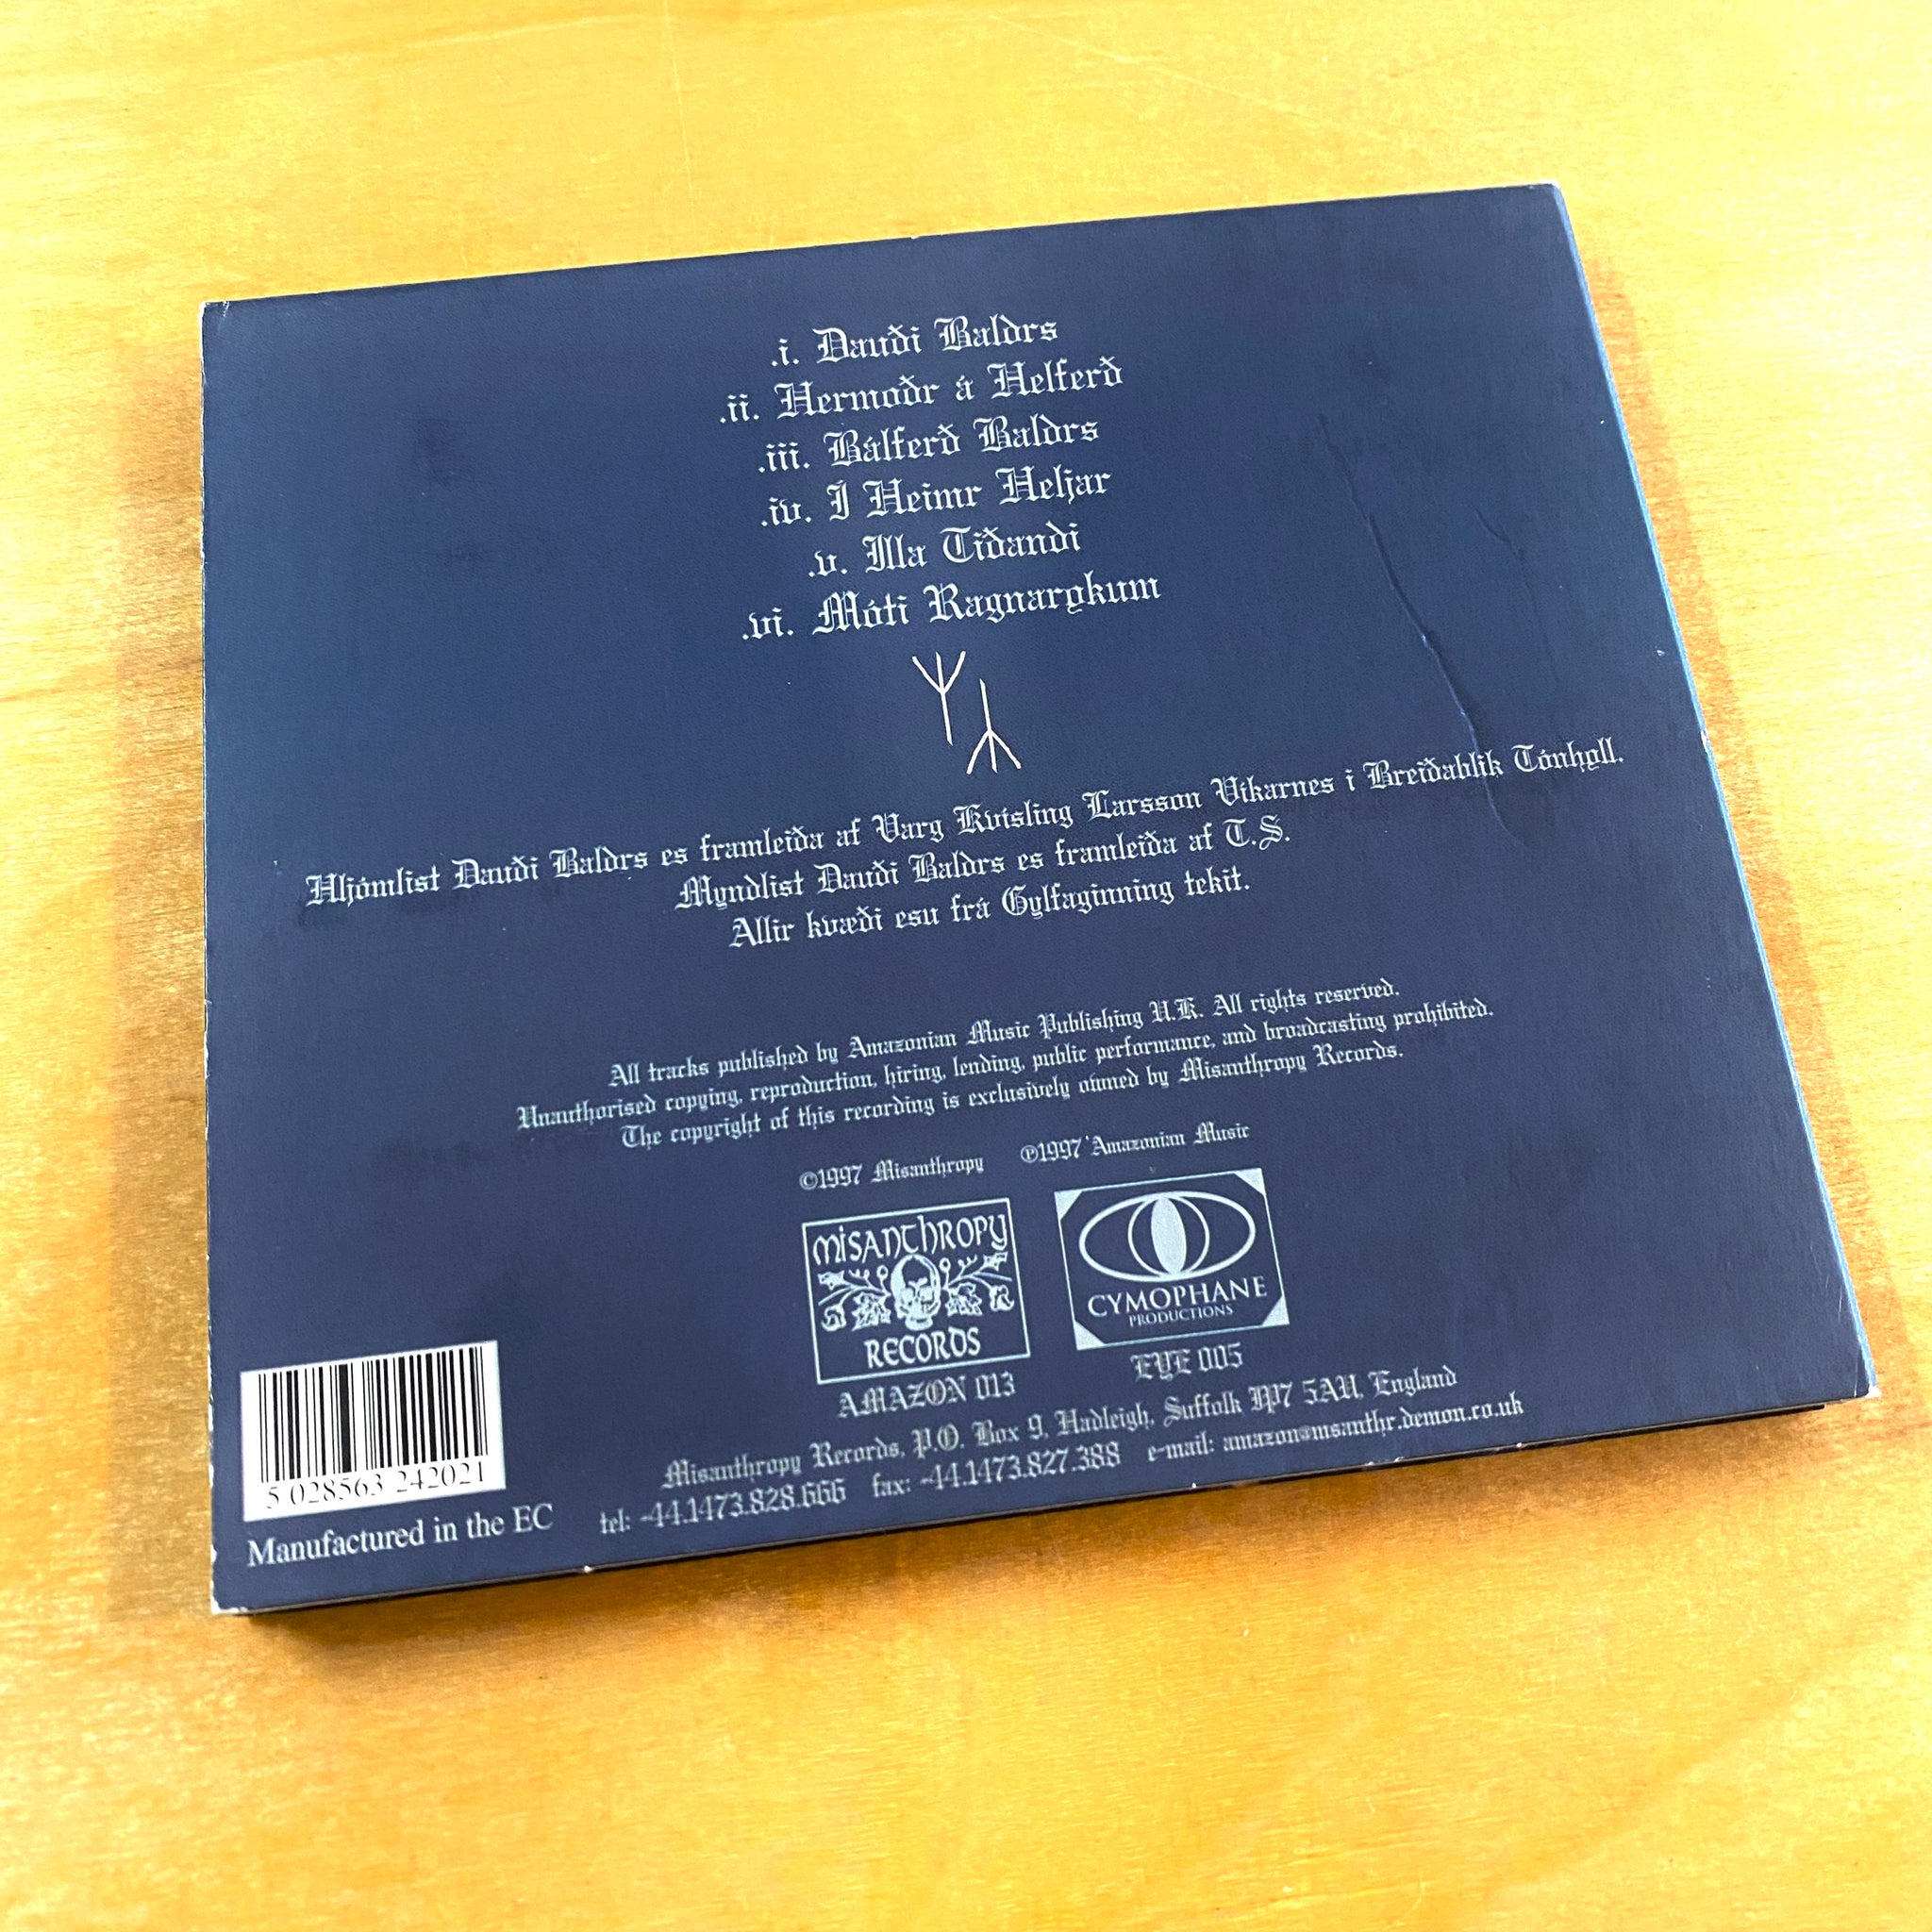 .i. Dauði Baldrs
.ii. Hermoðr á Helferð
.iii. Bálferð Baldrs
.iv. Í Heimr Heljar
.v. Illa Tiðandi
.vi. Móti Ragnarǫkum
ᛉ ᛦ
Hljómlist Dauði Baldrs es framleiða af Varg Kvisling Larsson Vikarnes i Breiðablik Tónhǫll.
Myndlist Dauði Baldrs es framleiða af T.S.
Allir kvæði esu frá Gylfaginning tekit.
All tracks published by Amazonian Music Publishing U.K. All rights reserved.
Unauthorised copying, reproduction, hiring, lending, public performance, and broadcasting prohibited.
The copyright of this recording is exclusively owned by Misanthropy Records.
©1997 Misanthropy ℗1997 Amazonian Music
MISANTHROPY
RECORDS
CYMOPHANE
PRODUCTIONS
AMAZON 013
EYE 005
Misanthropy Records, P.O. Box 9, Hadleigh, Suffolk IP7 5AU, England
tel: -44.1473.828.666 fax: -44.1473.827.388 e-mail: amazon@msanthr.demon.co.uk
5 028563 242021
Manufactured in the EC